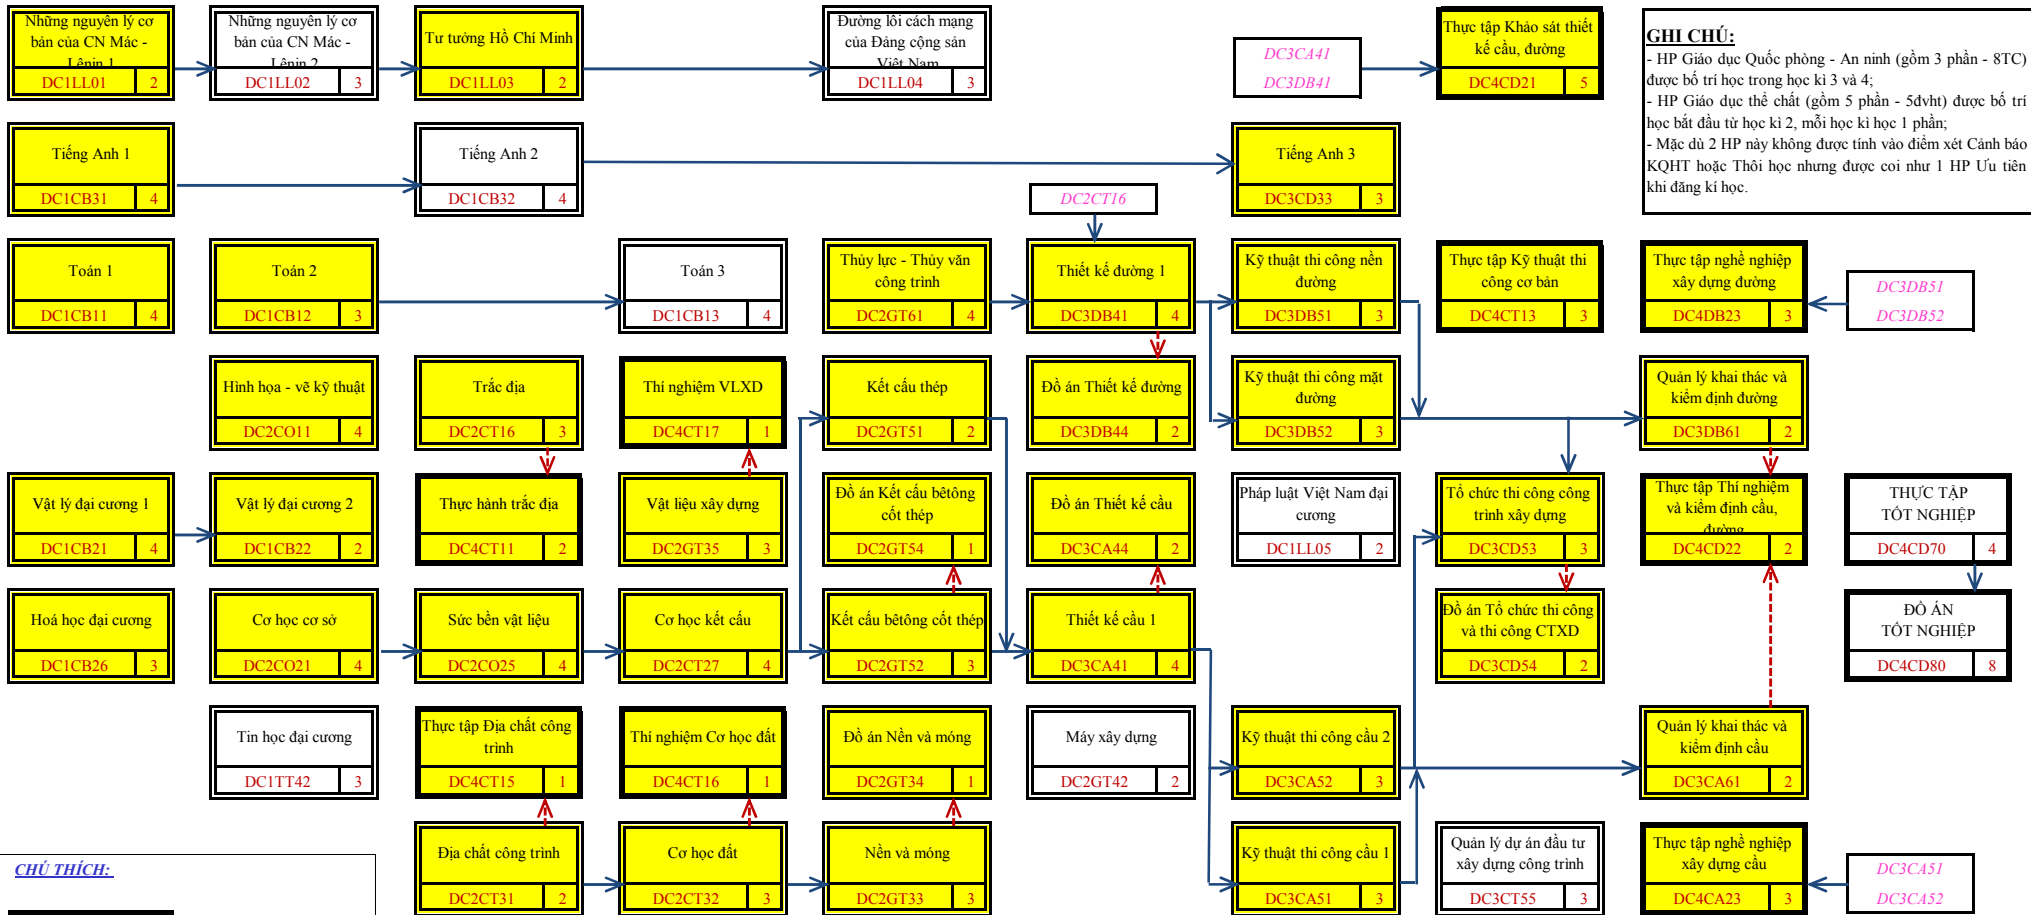 Những nguyên lý cơ
bản của CN Mác -
Lênin 1
DC1LL01 2
Những nguyên lý cơ
bản của CN Mác -
Lênin 2
DC1LL02 3
Tư tưởng Hồ Chí Minh
DC1LL03 2
Đường lối cách mạng
của Đảng cộng sản
Việt Nam
DC1LL04 3
DC3CA41
DC3DB41
Thực tập Khảo sát thiết
kế cầu, đường
DC4CD21 5
GHI CHÚ:
- HP Giáo dục Quốc phòng - An ninh (gồm 3 phần - 8TC)
được bố trí học trong học kì 3 và 4;
- HP Giáo dục thể chất (gồm 5 phần - 5đvht) được bố trí
học bắt đầu từ học kì 2, mỗi học kì học 1 phần;
- Mặc dù 2 HP này không được tính vào điểm xét Cảnh báo
KQHT hoặc Thôi học nhưng được coi như 1 HP Ưu tiên
khi đăng kí học.
Tiếng Anh 1
DC1CB31 4
Tiếng Anh 2
DC1CB32 4
DC2CT16
Tiếng Anh 3
DC3CD33 3
Toán 1
DC1CB11 4
Toán 2
DC1CB12 3
Toán 3
DC1CB13 4
Thủy lực - Thủy văn
công trình
DC2GT61 4
Thiết kế đường 1
DC3DB41 4
Kỹ thuật thi công nền
đường
DC3DB51 3
Thực tập Kỹ thuật thi
công cơ bản
DC4CT13 3
Thực tập nghề nghiệp
xây dựng đường
DC4DB23 3
DC3DB51
DC3DB52
Hình họa - vẽ kỹ thuật
DC2CO11 4
Trắc địa
DC2CT16 3
Thí nghiệm VLXD
DC4CT17 1
Kết cấu thép
DC2GT51 2
Đồ án Thiết kế đường
DC3DB44 2
Kỹ thuật thi công mặt
đường
DC3DB52 3
Quản lý khai thác và
kiểm định đường
DC3DB61 2
Vật lý đại cương 1
DC1CB21 4
Vật lý đại cương 2
DC1CB22 2
Thực hành trắc địa
DC4CT11 2
Vật liệu xây dựng
DC2GT35 3
Đồ án Kết cấu bêtông
cốt thép
DC2GT54 1
Đồ án Thiết kế cầu
DC3CA44 2
Pháp luật Việt Nam đại
cương
DC1LL05 2
Tổ chức thi công công
trình xây dựng
DC3CD53 3
Thực tập Thí nghiệm
và kiểm định cầu,
đường
DC4CD22 2
THỰC TẬP
TỐT NGHIỆP
DC4CD70 4
Hoá học đại cương
DC1CB26 3
Cơ học cơ sở
DC2CO21 4
Sức bền vật liệu
DC2CO25 4
Cơ học kết cấu
DC2CT27 4
Kết cấu bêtông cốt thép
DC2GT52 3
Thiết kế cầu 1
DC3CA41 4
Đồ án Tổ chức thi công
và thi công CTXD
DC3CD54 2
ĐỒ ÁN
TỐT NGHIỆP
DC4CD80 8
Tin học đại cương
DC1TT42 3
Thực tập Địa chất công
trình
DC4CT15 1
Thí nghiệm Cơ học đất
DC4CT16 1
Đồ án Nền và móng
DC2GT34 1
Máy xây dựng
DC2GT42 2
Kỹ thuật thi công cầu 2
DC3CA52 3
Quản lý khai thác và
kiểm định cầu
DC3CA61 2
CHÚ THÍCH:
Địa chất công trình
DC2CT31 2
Cơ học đất
DC2CT32 3
Nền và móng
DC2GT33 3
Kỹ thuật thi công cầu 1
DC3CA51 3
Quản lý dự án đầu tư
xây dựng công trình
DC3CT55 3
Thực tập nghề nghiệp
xây dựng cầu
DC4CA23 3
DC3CA51
DC3CA52